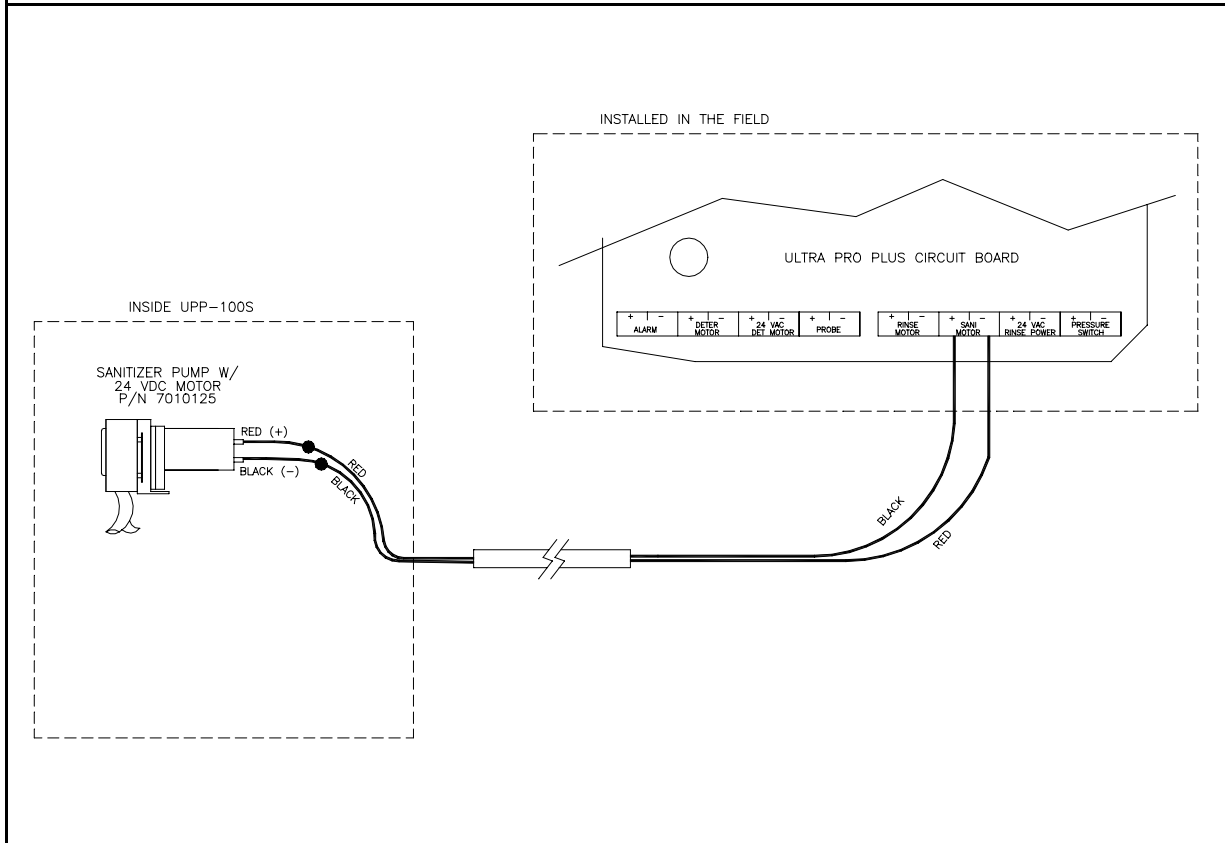 INSTALLED IN THE FIELD
ULTRA PRO PLUS CIRCUIT BOARD
INSIDE UPP-100S
+ - + - + - + - + - + - + - + -
ALARM
DETER
MOTOR
24 VAC
DET MOTOR
PROBE
RINSE
MOTOR
SANI
MOTOR
24 VAC
RINSE POWER
PRESSURE
SWITCH
SANITIZER PUMP W/
24 VDC MOTOR
P/N 7010125
RED (+)
BLACK (-)
RED
BLACK
BLACK
RED